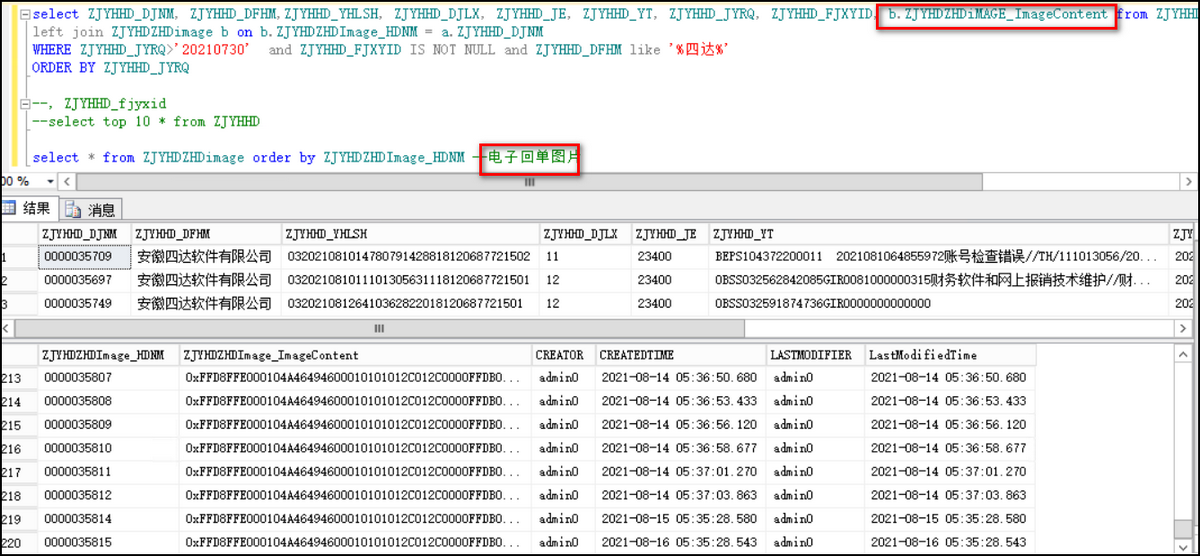 select ZJYHHD_DJNM, ZJYHHD_DFHM,ZJYHHD_YHLSH, ZJYHHD_DJLX, ZJYHHD_JE, ZJYHHD_YT, ZJYHHD_JYRQ, ZJYHHD_FJXYID, b.ZJYHDZHDiMAGE_ImageContent from ZJYHH
left join ZJYHDZHDimage b on b.ZJYHDZHDImage_HDNM = a.ZJYHHD_DJNM
WHERE ZJYHHD_JYRQ>'20210730' and ZJYHHD_FJXYID IS NOT NULL and ZJYHHD_DFHM like '%四达%'
ORDER BY ZJYHHD_JYRQ
--, ZJYHHD_fjyxid
--select top 10 * from ZJYHHD
select * from ZJYHDZHDimage order by ZJYHDZHDImage_HDNM --电子回单图片
00 %
结果 消息
ZJYHHD_DJNM ZJYHHD_DFHM ZJYHHD_YHLSH ZJYHHD_DJLX ZJYHHD_JE ZJYHHD_YT ZJY
1 0000035709 安徽四达软件有限公司 03202108101478079142881812068772150​2 11 23400 BEPS104372200011 2021081064855972账号检查错误//TH/111013056/20... 202
2 0000035697 安徽四达软件有限公司 0320210810111013056311181206877215​01 12 23400 OBSS032562842085GIRO081000000315财务软件和网上报销技术维护//财... 202
3 0000035749 安徽四达软件有限公司 032021081264103628220181206877215​01 12 23400 OBSS032591874736GIRO000000000000 202
ZJYHDZHDImage_HDNM ZJYHDZHDImage_ImageContent CREATOR CREATEDTIME LASTMODIFIER LastModifiedTime
213 0000035807 0xFFD8FFE000104A46494600010101012C012C0000FFDB0... admin0 2021-08-14 05:36:50.680 admin0 2021-08-14 05:36:50.680
214 0000035808 0xFFD8FFE000104A46494600010101012C012C0000FFDB0... admin0 2021-08-14 05:36:53.433 admin0 2021-08-14 05:36:53.433
215 0000035809 0xFFD8FFE000104A46494600010101012C012C0000FFDB0... admin0 2021-08-14 05:36:56.120 admin0 2021-08-14 05:36:56.120
216 0000035810 0xFFD8FFE000104A46494600010101012C012C0000FFDB0... admin0 2021-08-14 05:36:58.677 admin0 2021-08-14 05:36:58.677
217 0000035811 0xFFD8FFE000104A46494600010101012C012C0000FFDB0... admin0 2021-08-14 05:37:01.270 admin0 2021-08-14 05:37:01.270
218 0000035812 0xFFD8FFE000104A46494600010101012C012C0000FFDB0... admin0 2021-08-14 05:37:03.863 admin0 2021-08-14 05:37:03.863
219 0000035814 0xFFD8FFE000104A46494600010101012C012C0000FFDB0... admin0 2021-08-15 05:35:28.580 admin0 2021-08-15 05:35:28.580
220 0000035815 0xFFD8FFE000104A46494600010101012C012C0000FFDB0... admin0 2021-08-16 05:35:28.543 admin0 2021-08-16 05:35:28.543